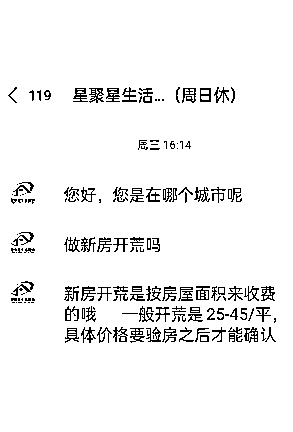 119 星聚星生活...（周日休）
周三 16:14
您好，您是在哪个城市呢
做新房开荒吗
新房开荒是按房屋面积来收费
的哦 一般开荒是25-45/平，
具体价格要验房之后才能确认